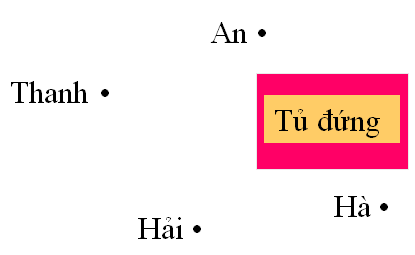 An
Thanh
Tủ đứng
Hà
Hải